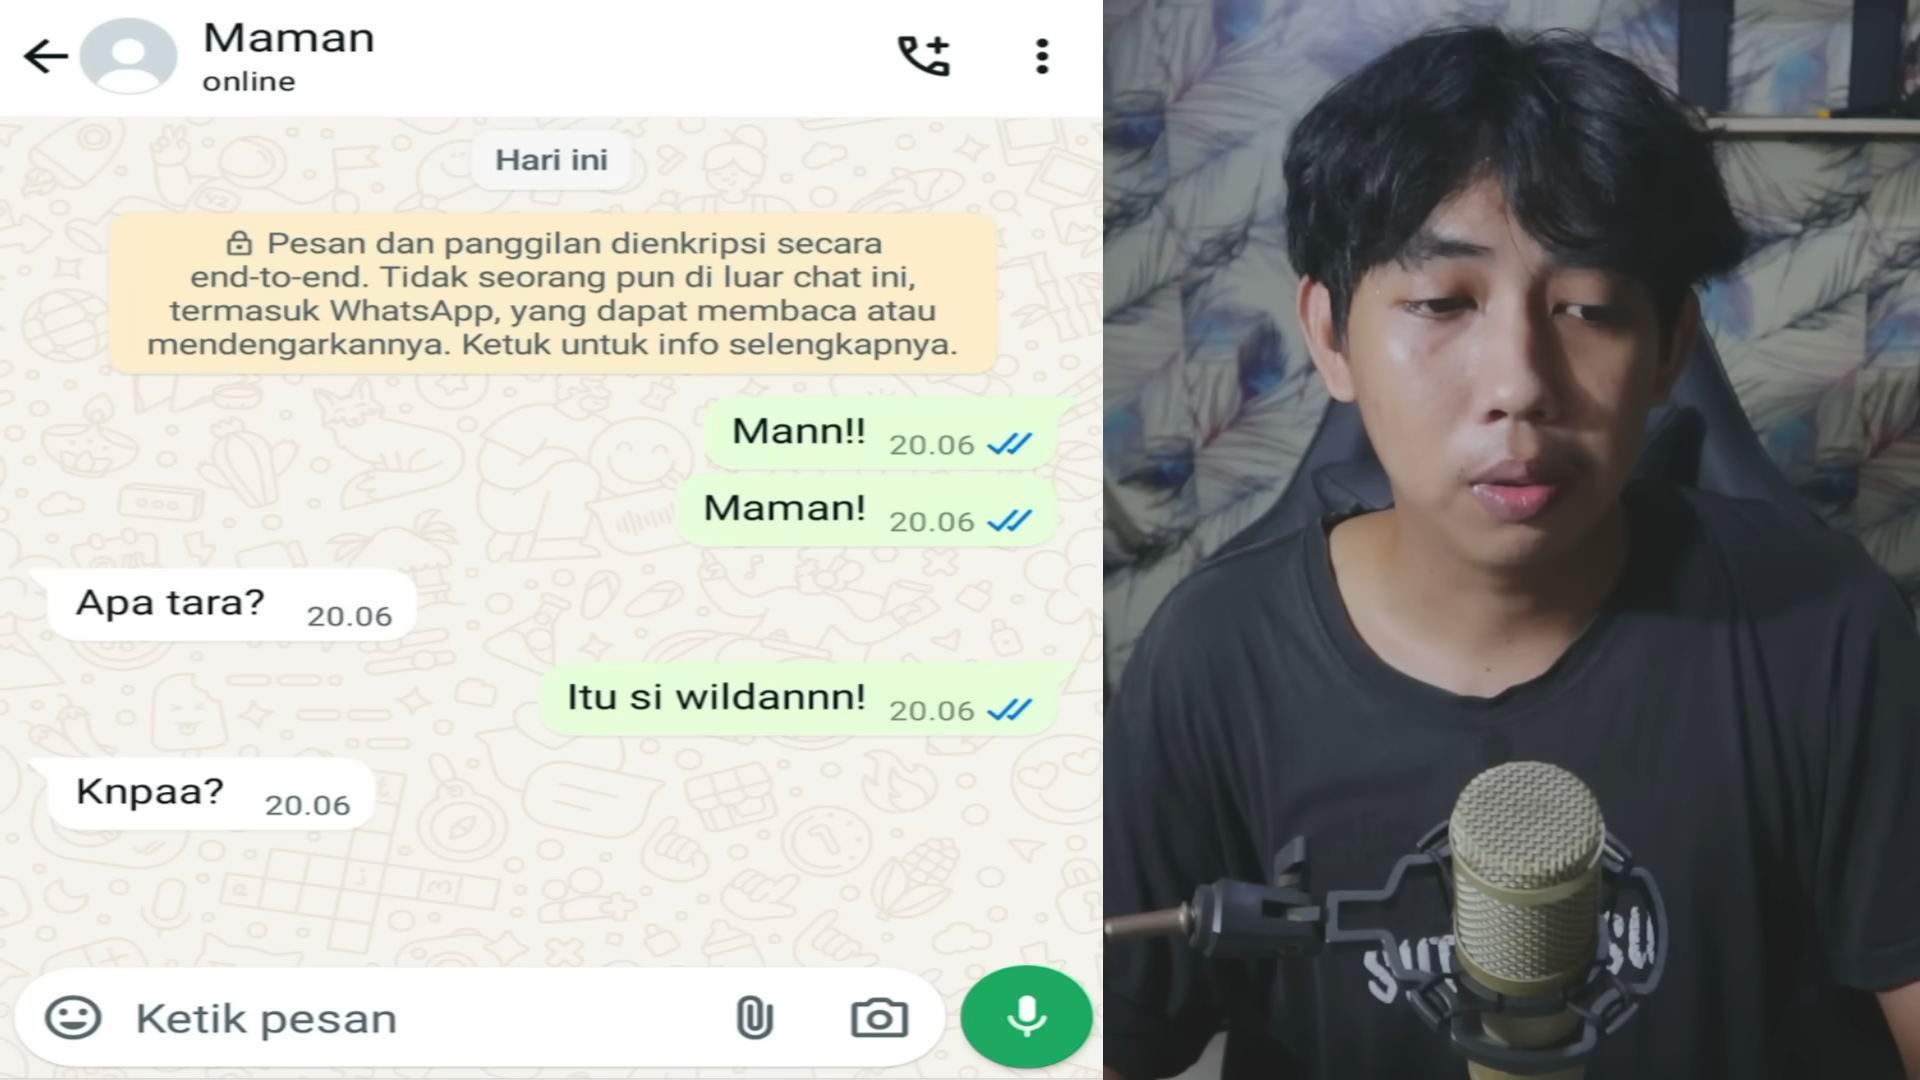 Maman
online
Hari ini
Pesan dan panggilan dienkripsi secara
end-to-end. Tidak seorang pun di luar chat ini,
termasuk WhatsApp, yang dapat membaca atau
mendengarkannya. Ketuk untuk info selengkapnya.
Mann!! 20.06
Maman! 20.06
Apa tara? 20.06
Itu si wildannn! 20.06
Knpaa? 20.06
Ketik pesan